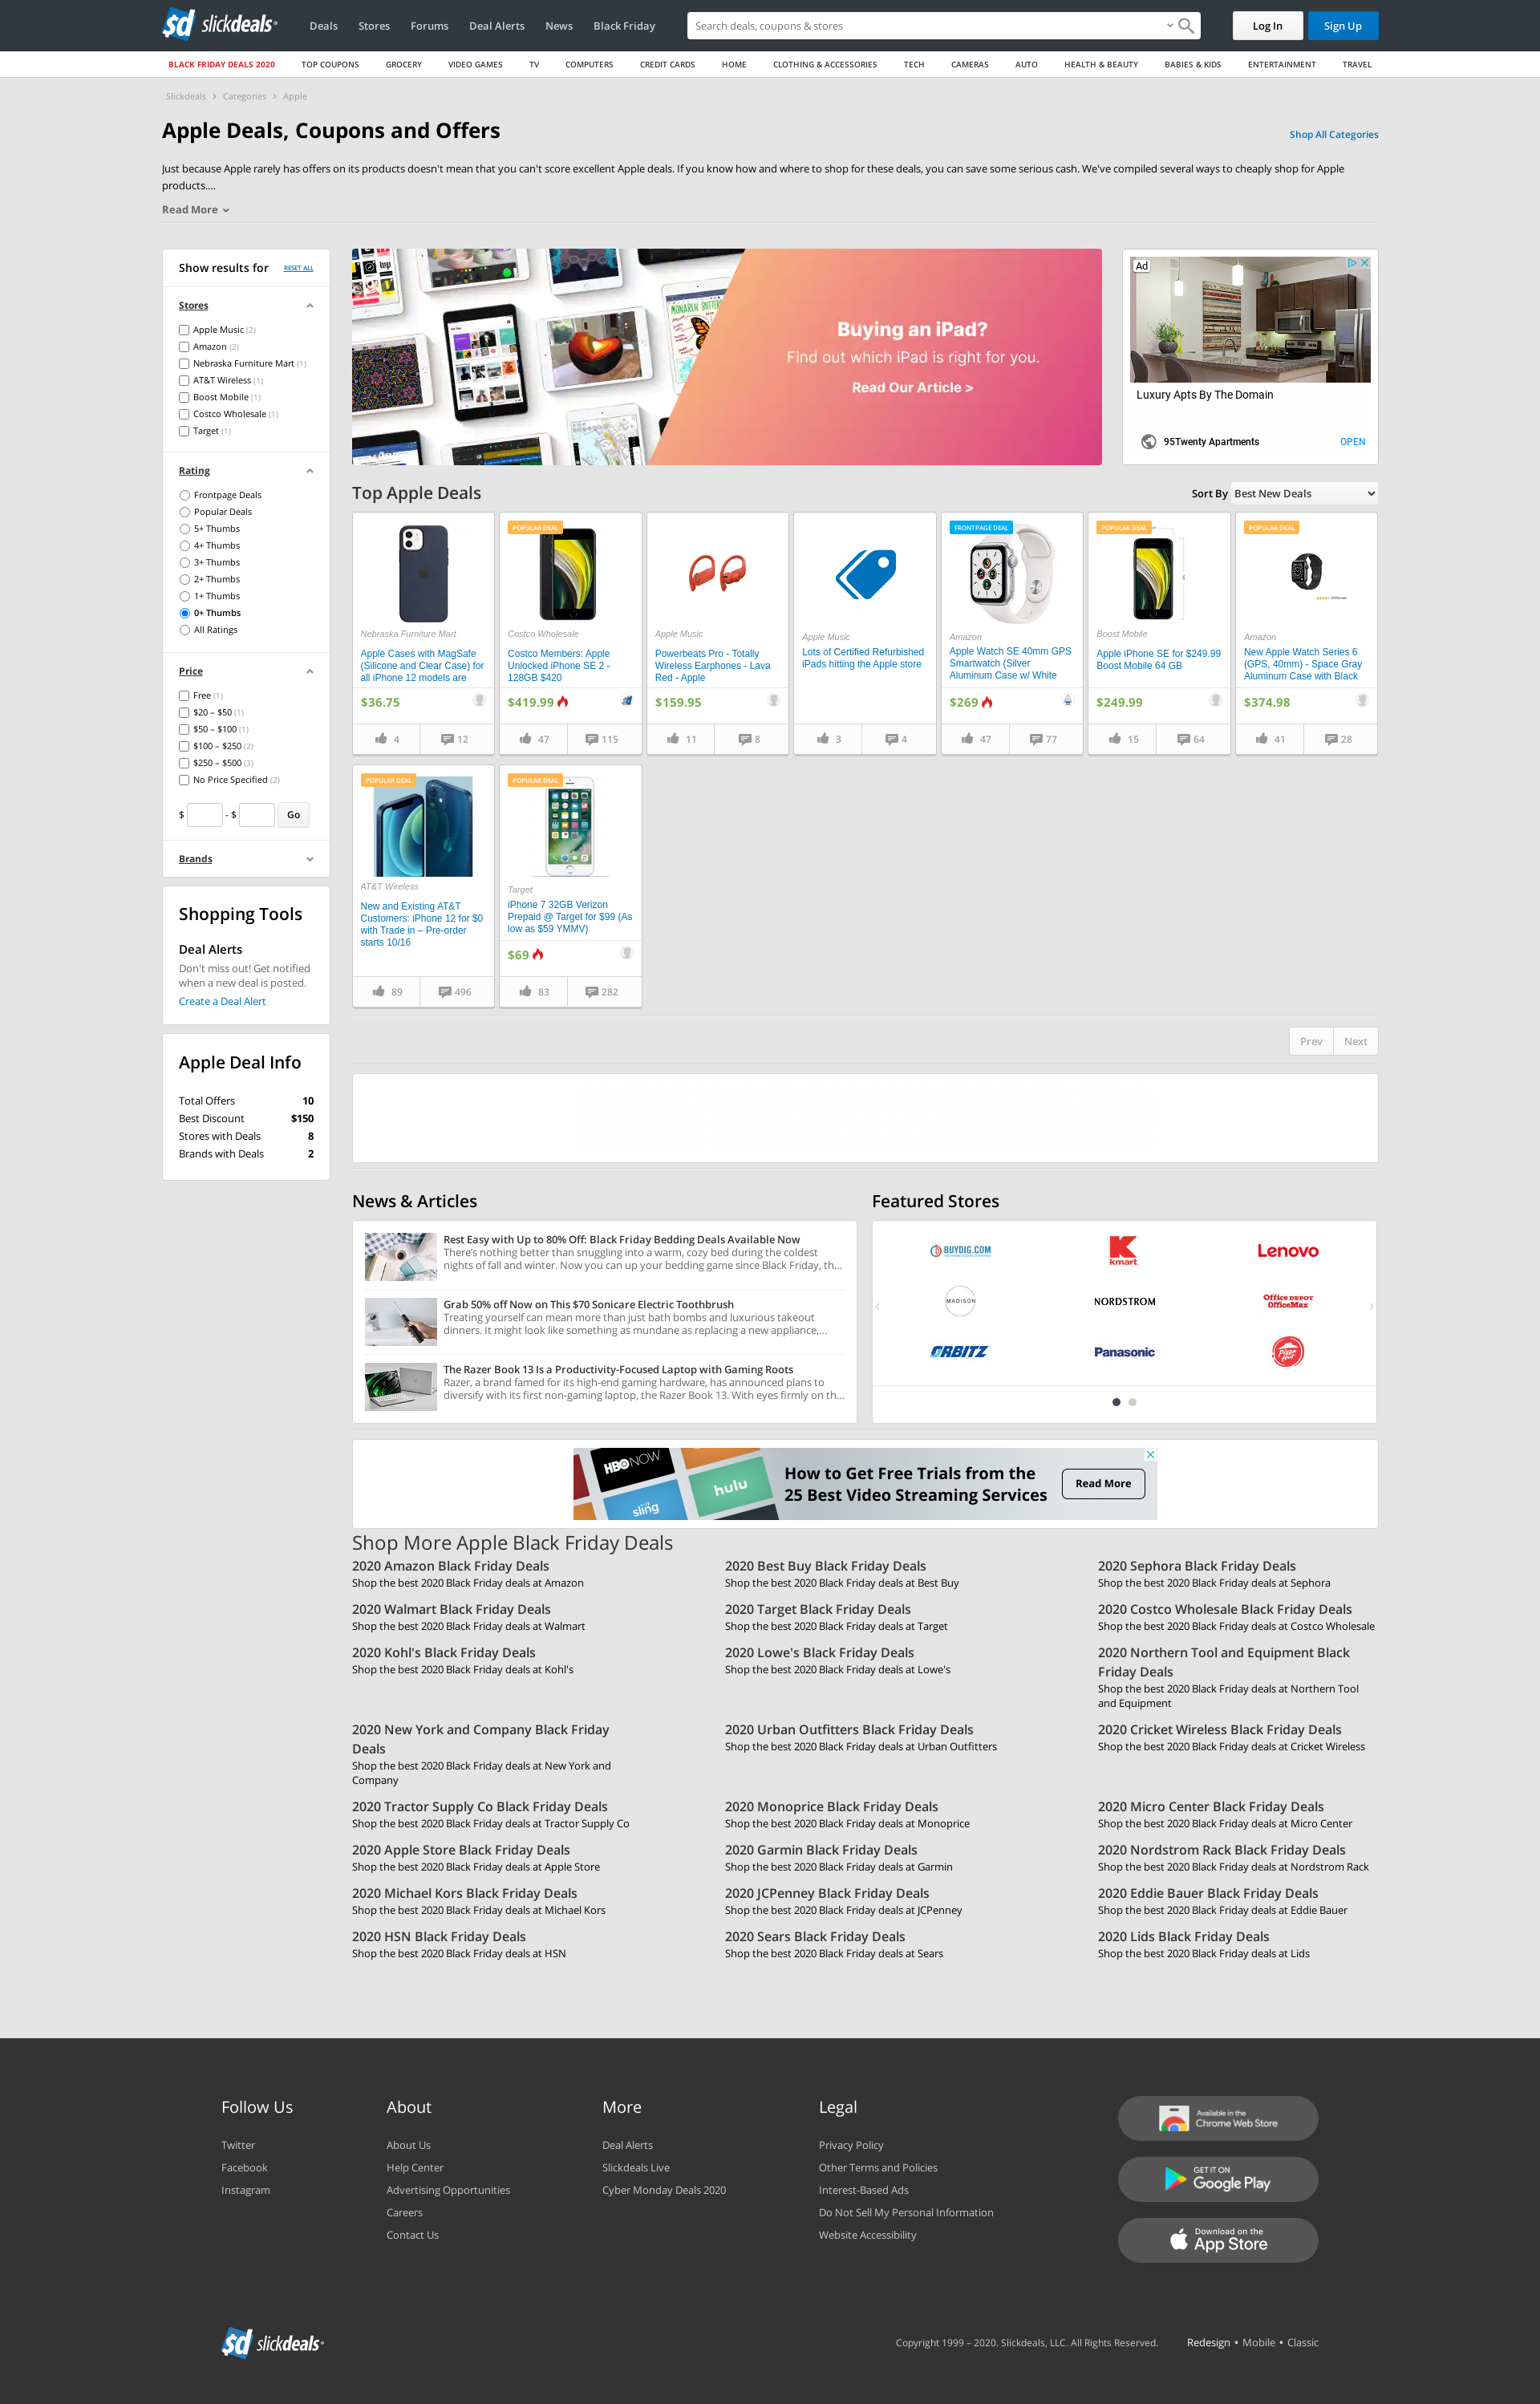 sd slickdeals
Deals Stores Forums Deal Alerts News Black Friday
Search deals, coupons & stores
Log In Sign Up
BLACK FRIDAY DEALS 2020 TOP COUPONS GROCERY VIDEO GAMES TV COMPUTERS CREDIT CARDS HOME CLOTHING & ACCESSORIES TECH CAMERAS AUTO HEALTH & BEAUTY BABIES & KIDS ENTERTAINMENT TRAVEL
Slickdeals > Categories > Apple
Apple Deals, Coupons and Offers
Shop All Categories
Just because Apple rarely has offers on its products doesn't mean that you can't score excellent Apple deals. If you know how and where to shop for these deals, you can save some serious cash. We've compiled several ways to cheaply shop for Apple
products....
Read More
Show results for RESET ALL
Stores
Apple Music (2)
Amazon (2)
Nebraska Furniture Mart (1)
AT&T Wireless (1)
Boost Mobile (1)
Costco Wholesale (1)
Target (1)
Rating
Frontpage Deals
Popular Deals
5+ Thumbs
4+ Thumbs
3+ Thumbs
2+ Thumbs
1+ Thumbs
0+ Thumbs
All Ratings
Price
Free (1)
$20 – $50 (1)
$50 – $100 (1)
$100 – $250 (2)
$250 – $500 (3)
No Price Specified (2)
$ - $ Go
Brands
Shopping Tools
Deal Alerts
Don't miss out! Get notified
when a new deal is posted.
Create a Deal Alert
Apple Deal Info
Total Offers 10
Best Discount $150
Stores with Deals 8
Brands with Deals 2
Buying an iPad?
Find out which iPad is right for you.
Read Our Article >
Ad
Luxury Apts By The Domain
95Twenty Apartments OPEN
Top Apple Deals
Sort By Best New Deals
Nebraska Furniture Mart
Apple Cases with MagSafe
(Silicone and Clear Case) for
all iPhone 12 models are
$36.75
4 12
POPULAR DEAL
Costco Wholesale
Costco Members: Apple
Unlocked iPhone SE 2 -
128GB $420
$419.99
47 115
Apple Music
Powerbeats Pro - Totally
Wireless Earphones - Lava
Red - Apple
$159.95
11 8
Apple Music
Lots of Certified Refurbished
iPads hitting the Apple store
3 4
FRONTPAGE DEAL
Amazon
Apple Watch SE 40mm GPS
Smartwatch (Silver
Aluminum Case w/ White
$269
47 77
POPULAR DEAL
Boost Mobile
Apple iPhone SE for $249.99
Boost Mobile 64 GB
$249.99
15 64
POPULAR DEAL
Amazon
New Apple Watch Series 6
(GPS, 40mm) - Space Gray
Aluminum Case with Black
$374.98
41 28
POPULAR DEAL
AT&T Wireless
New and Existing AT&T
Customers: iPhone 12 for $0
with Trade in – Pre-order
starts 10/16
89 496
POPULAR DEAL
Target
iPhone 7 32GB Verizon
Prepaid @ Target for $99 (As
low as $59 YMMV)
$69
83 282
Prev Next
News & Articles
Rest Easy with Up to 80% Off: Black Friday Bedding Deals Available Now
There's nothing better than snuggling into a warm, cozy bed during the coldest
nights of fall and winter. Now you can up your bedding game since Black Friday, th...
Grab 50% off Now on This $70 Sonicare Electric Toothbrush
Treating yourself can mean more than just bath bombs and luxurious takeout
dinners. It might look like something as mundane as replacing a new appliance,...
The Razer Book 13 Is a Productivity-Focused Laptop with Gaming Roots
Razer, a brand famed for its high-end gaming hardware, has announced plans to
diversify with its first non-gaming laptop, the Razer Book 13. With eyes firmly on th...
Featured Stores
BUYDIG.COM
K kmart
Lenovo
MADISON
NORDSTROM
Office DEPOT
OfficeMax
ORBITZ
Panasonic
Pizza Hut
HBO NOW
sling
hulu
How to Get Free Trials from the
25 Best Video Streaming Services
Read More
Shop More Apple Black Friday Deals
2020 Amazon Black Friday Deals
Shop the best 2020 Black Friday deals at Amazon
2020 Best Buy Black Friday Deals
Shop the best 2020 Black Friday deals at Best Buy
2020 Sephora Black Friday Deals
Shop the best 2020 Black Friday deals at Sephora
2020 Walmart Black Friday Deals
Shop the best 2020 Black Friday deals at Walmart
2020 Target Black Friday Deals
Shop the best 2020 Black Friday deals at Target
2020 Costco Wholesale Black Friday Deals
Shop the best 2020 Black Friday deals at Costco Wholesale
2020 Kohl's Black Friday Deals
Shop the best 2020 Black Friday deals at Kohl's
2020 Lowe's Black Friday Deals
Shop the best 2020 Black Friday deals at Lowe's
2020 Northern Tool and Equipment Black
Friday Deals
Shop the best 2020 Black Friday deals at Northern Tool
and Equipment
2020 New York and Company Black Friday
Deals
Shop the best 2020 Black Friday deals at New York and
Company
2020 Urban Outfitters Black Friday Deals
Shop the best 2020 Black Friday deals at Urban Outfitters
2020 Cricket Wireless Black Friday Deals
Shop the best 2020 Black Friday deals at Cricket Wireless
2020 Tractor Supply Co Black Friday Deals
Shop the best 2020 Black Friday deals at Tractor Supply Co
2020 Monoprice Black Friday Deals
Shop the best 2020 Black Friday deals at Monoprice
2020 Micro Center Black Friday Deals
Shop the best 2020 Black Friday deals at Micro Center
2020 Apple Store Black Friday Deals
Shop the best 2020 Black Friday deals at Apple Store
2020 Garmin Black Friday Deals
Shop the best 2020 Black Friday deals at Garmin
2020 Nordstrom Rack Black Friday Deals
Shop the best 2020 Black Friday deals at Nordstrom Rack
2020 Michael Kors Black Friday Deals
Shop the best 2020 Black Friday deals at Michael Kors
2020 JCPenney Black Friday Deals
Shop the best 2020 Black Friday deals at JCPenney
2020 Eddie Bauer Black Friday Deals
Shop the best 2020 Black Friday deals at Eddie Bauer
2020 HSN Black Friday Deals
Shop the best 2020 Black Friday deals at HSN
2020 Sears Black Friday Deals
Shop the best 2020 Black Friday deals at Sears
2020 Lids Black Friday Deals
Shop the best 2020 Black Friday deals at Lids
Follow Us
Twitter
Facebook
Instagram
About
About Us
Help Center
Advertising Opportunities
Careers
Contact Us
More
Deal Alerts
Slickdeals Live
Cyber Monday Deals 2020
Legal
Privacy Policy
Other Terms and Policies
Interest-Based Ads
Do Not Sell My Personal Information
Website Accessibility
Available in the
Chrome Web Store
GET IT ON
Google Play
Download on the
App Store
sd slickdeals
Copyright 1999 – 2020. Slickdeals, LLC. All Rights Reserved.
Redesign • Mobile • Classic